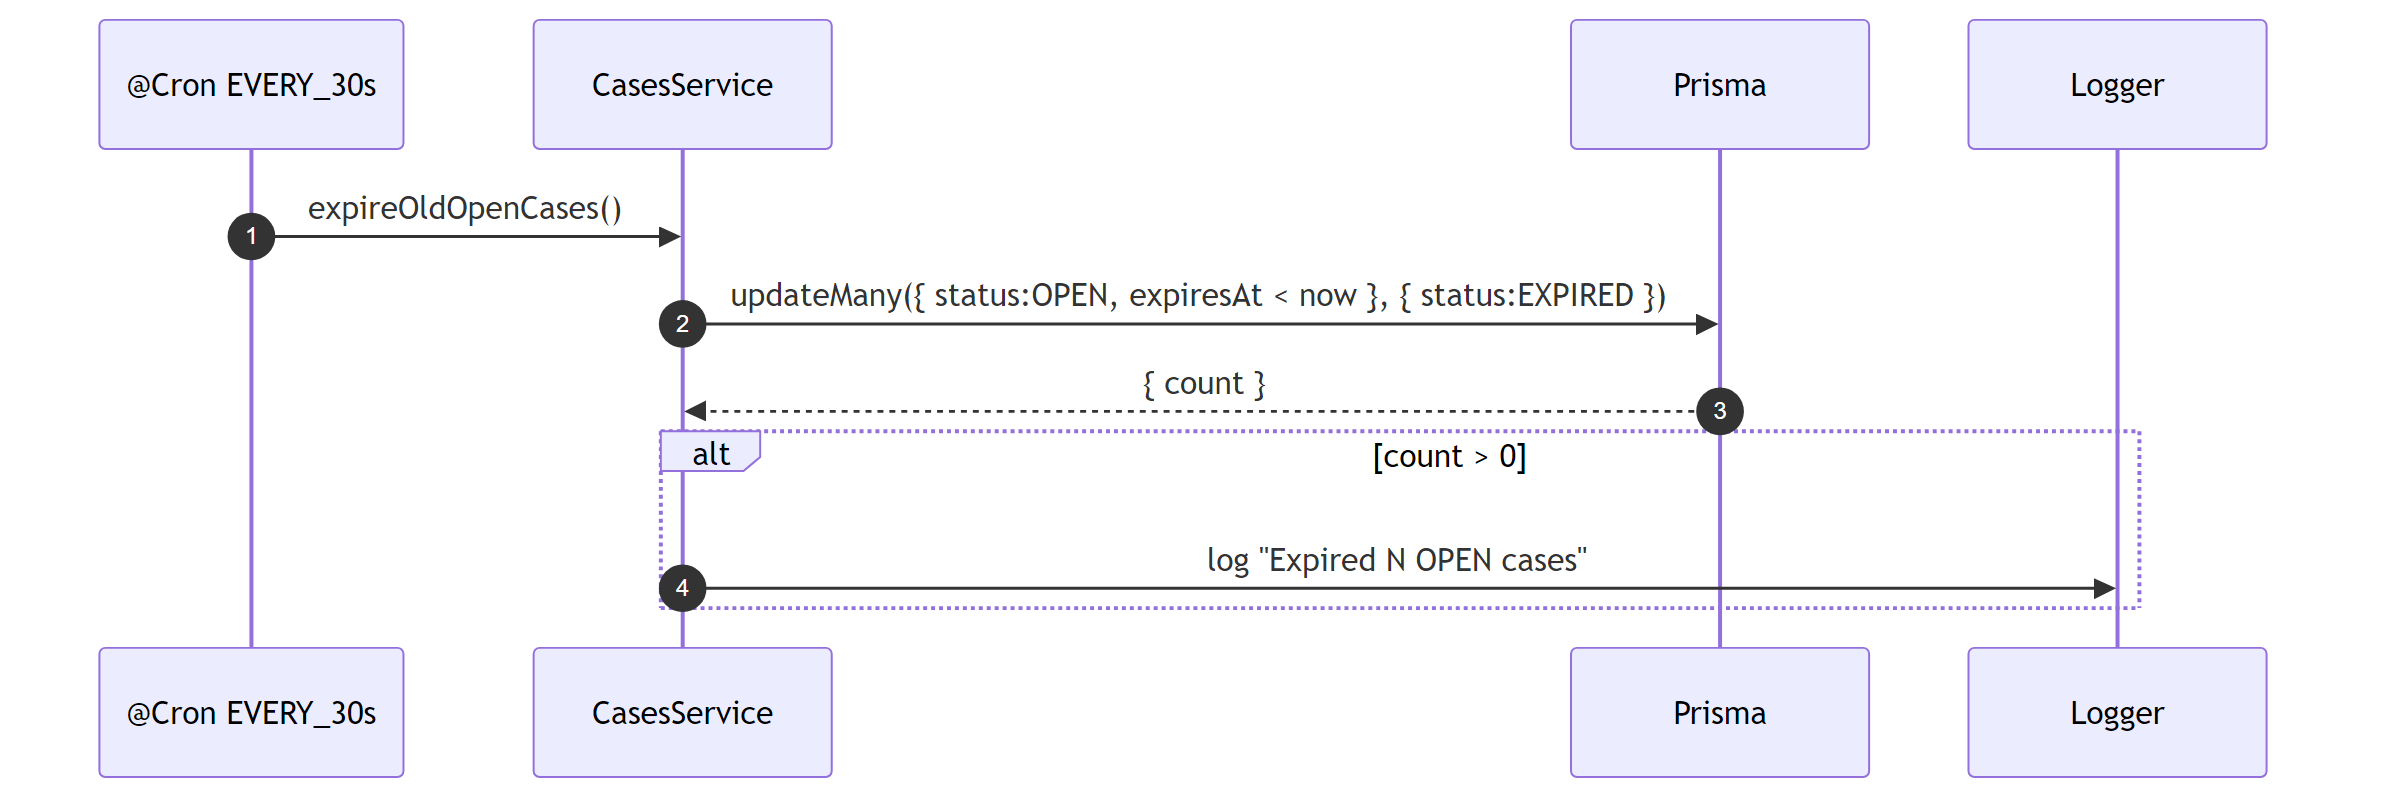 @Cron EVERY_30s
CasesService
Prisma
Logger
expireOldOpenCases()
1
updateMany({ status:OPEN, expiresAt < now }, { status:EXPIRED })
2
{ count }
3
alt
[count > 0]
log "Expired N OPEN cases"
4
@Cron EVERY_30s
CasesService
Prisma
Logger